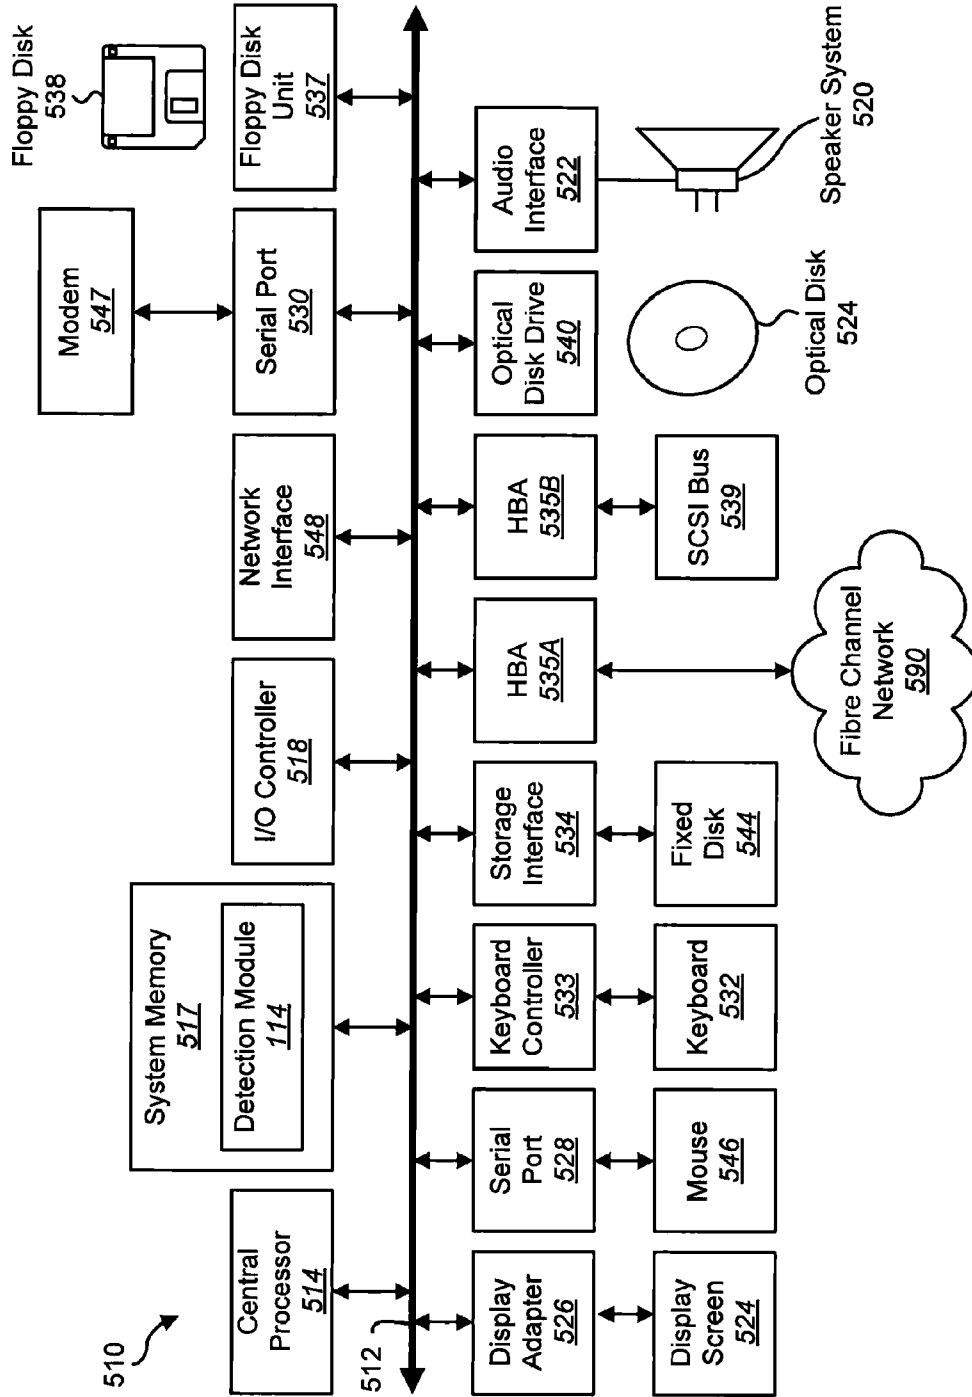 510
Central
Processor
514
System Memory
517
Detection Module
114
I/O Controller
518
Network
Interface
548
Modem
547
Serial Port
530
Floppy Disk
538
Floppy Disk
Unit
537
512
Display
Adapter
526
Serial
Port
528
Keyboard
Controller
533
Storage
Interface
534
HBA
535A
HBA
535B
Optical
Disk Drive
540
Audio
Interface
522
Display
Screen
524
Mouse
546
Keyboard
532
Fixed
Disk
544
Fibre Channel
Network
590
SCSI Bus
539
Optical Disk
524
Speaker System
520